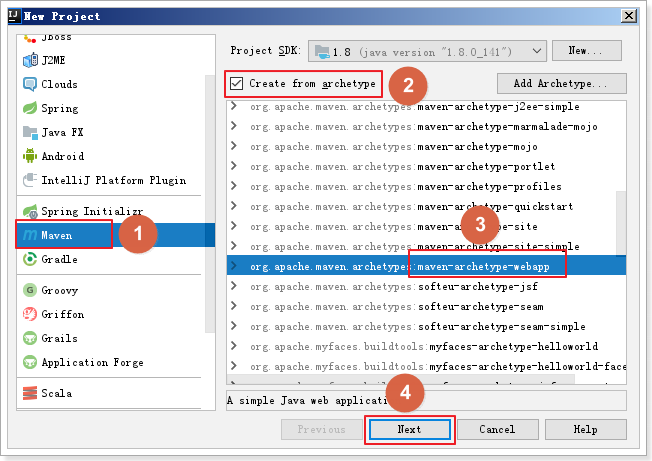 New Project
Jboss
J2ME
Clouds
Spring
Java FX
Android
IntelliJ Platform Plugin
Spring Initializr
Maven
Gradle
Groovy
Griffon
Grails
Application Forge
Scala
Project SDK: 1.8 (java version "1.8.0_141") New...
Create from archetype Add Archetype...
org.apache.maven.archetypes:maven-archetype-j2ee-simple
org.apache.maven.archetypes:maven-archetype-marmalade-mojo
org.apache.maven.archetypes:maven-archetype-mojo
org.apache.maven.archetypes:maven-archetype-portlet
org.apache.maven.archetypes:maven-archetype-profiles
org.apache.maven.archetypes:maven-archetype-quickstart
org.apache.maven.archetypes:maven-archetype-site
org.apache.maven.archetypes:maven-archetype-site-simple
org.apache.maven.archetypes:maven-archetype-webapp
org.apache.maven.archetypes:softeu-archetype-jsf
org.apache.maven.archetypes:softeu-archetype-seam
org.apache.maven.archetypes:softeu-archetype-seam-simple
org.apache.myfaces.buildtools:myfaces-archetype-helloworld
org.apache.myfaces.buildtools:myfaces-archetype-helloworld-face
A simple Java web applicati
Previous Next Cancel Help
1
2
3
4